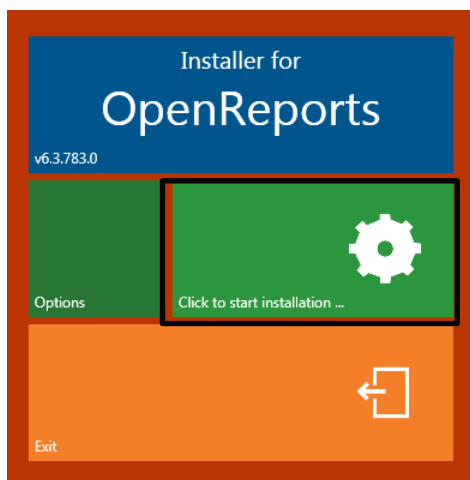 Installer for
OpenReports
v6.3.783.0
Options
Click to start installation ...
Exit